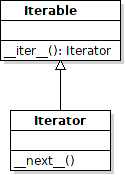 Iterable
__iter__(): Iterator
Iterator
__next__()